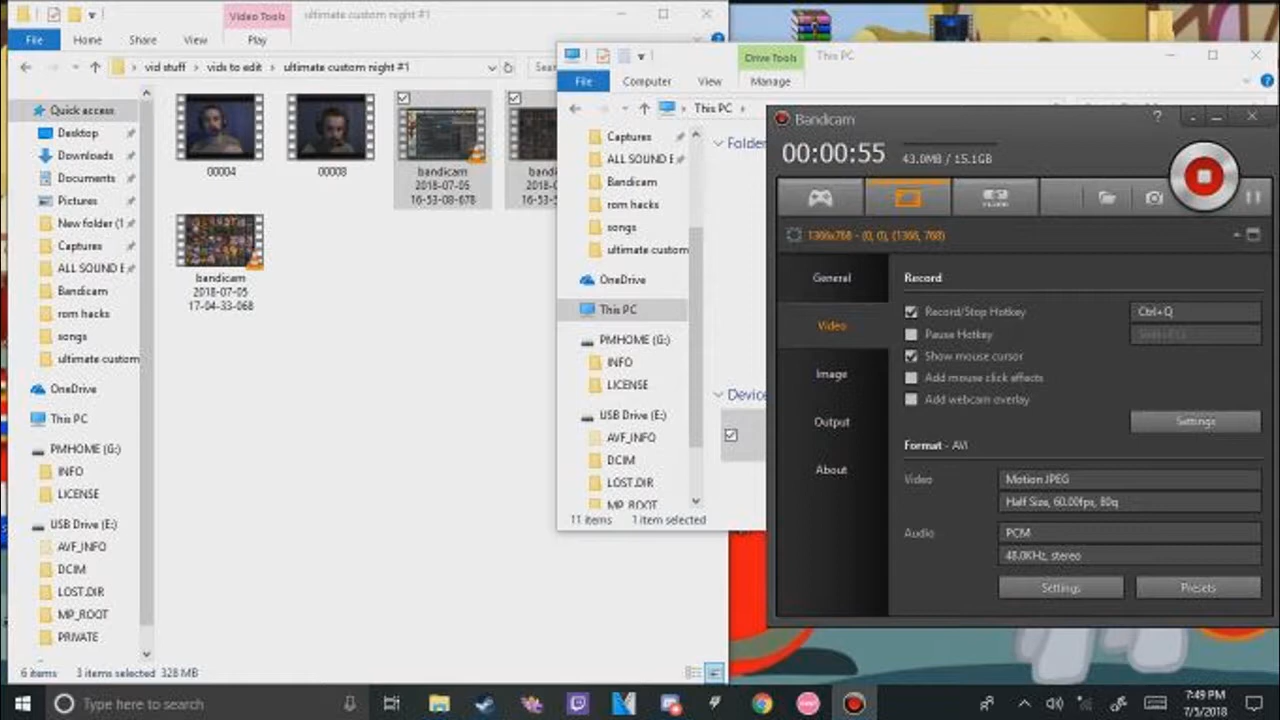 Video Tools
ultimate custom night #1
File
Home
Share
View
Play
vid stuff
vids to edit
ultimate custom night #1
Sear
Quick access
Desktop
Downloads
Documents
Pictures
New folder (1
Captures
ALL SOUND E
Bandicam
rom hacks
songs
ultimate custom
OneDrive
This PC
PMHOME (G:)
INFO
LICENSE
USB Drive (E:)
AVF_INFO
DCIM
LOST.DIR
MP_ROOT
PRIVATE
00004
00008
bandicam
2018-07-05
16-53-08-678
band
2018-0
16-53-5
bandicam
2018-07-05
17-04-33-068
6 items
3 items selected 328 MB
Drive Tools
This PC
File
Computer
View
Manage
This PC
Captures
ALL SOUND E
Bandicam
rom hacks
songs
ultimate custom
OneDrive
This PC
PMHOME (G:)
INFO
LICENSE
USB Drive (E:)
AVF_INFO
DCIM
LOST.DIR
MP_ROOT
Folder
Device
11 items
1 item selected
Bandicam
00:00:55
43.0MB / 15.1GB
1366x768 - (0, 0), (1366, 768)
General
Video
Image
Output
About
Record
Record/Stop Hotkey
Ctrl+Q
Pause Hotkey
Show mouse cursor
Add mouse click effects
Add webcam overlay
Settings
Format - AVI
Video
Motion JPEG
Half Size, 60.00fps, 80q
Audio
PCM
48.0KHz, stereo
Settings
Presets
Type here to search
7:49 PM
7/5/2018